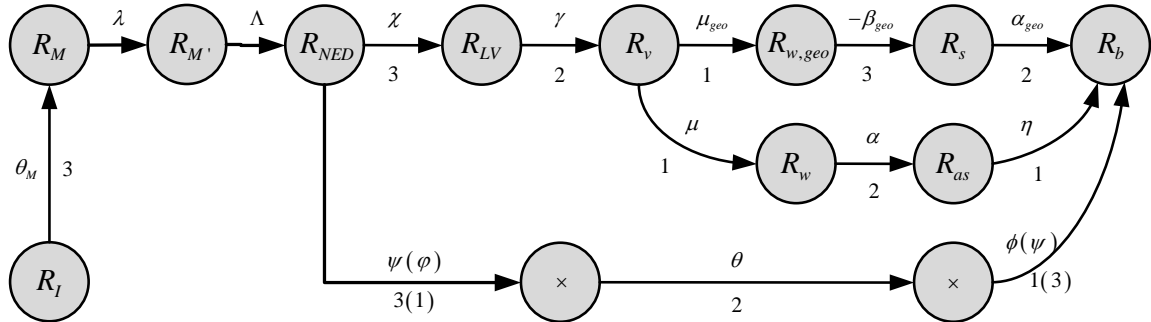 λ Λ χ γ μ_geo −β_geo α_geo
R_M R_M' R_NED R_LV R_v R_w,geo R_s R_b
3 2 1 3 2
μ α η
θ_M 3 1 R_w 2 R_as 1
ψ(φ) θ ϕ(ψ)
R_I 3(1) × 2 × 1(3)